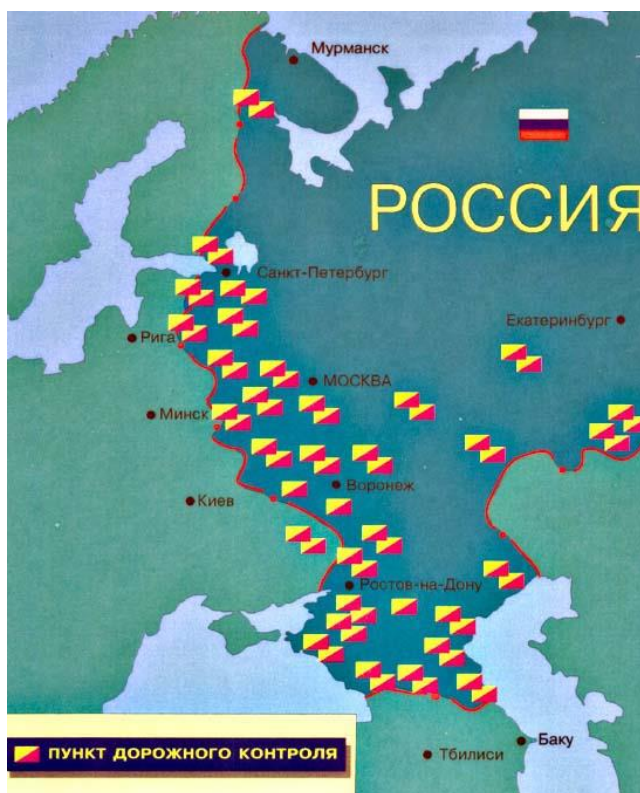 Мурманск
РОССИЯ
Санкт-Петербург
Екатеринбург
Рига
МОСКВА
Минск
Воронеж
Киев
Ростов-на-Дону
Баку
Тбилиси
ПУНКТ ДОРОЖНОГО КОНТРОЛЯ